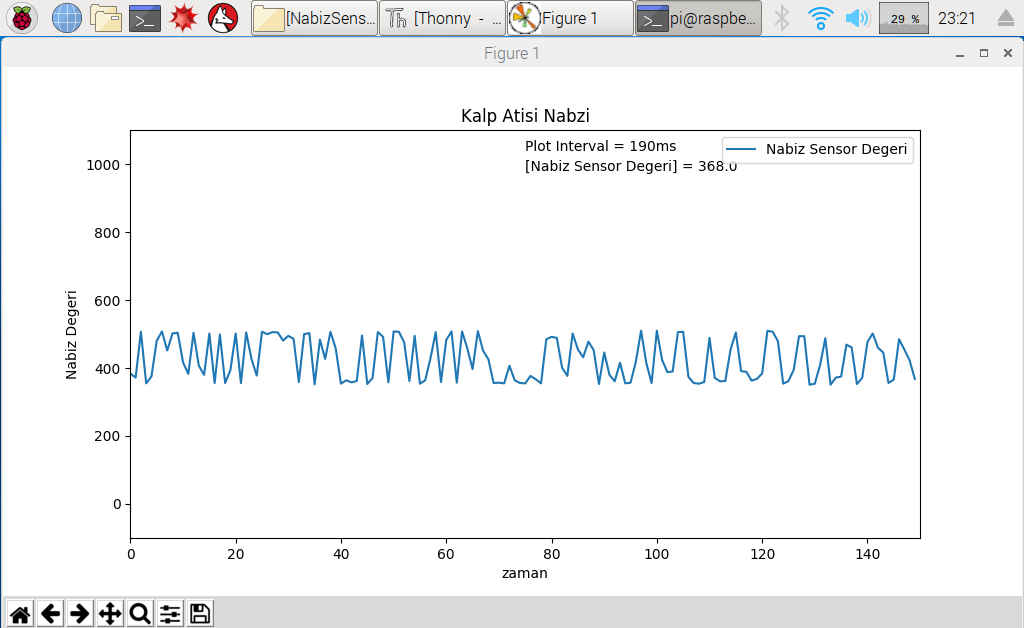 [NabizSens...
[Thonny - ...
Figure 1
pi@raspbe...
29 %
23:21
Figure 1
Kalp Atisi Nabzi
Plot Interval = 190ms
[Nabiz Sensor Degeri] = 368.0
Nabiz Sensor Degeri
Nabiz Degeri
1000
800
600
400
200
0
0 20 40 60 80 100 120 140
zaman